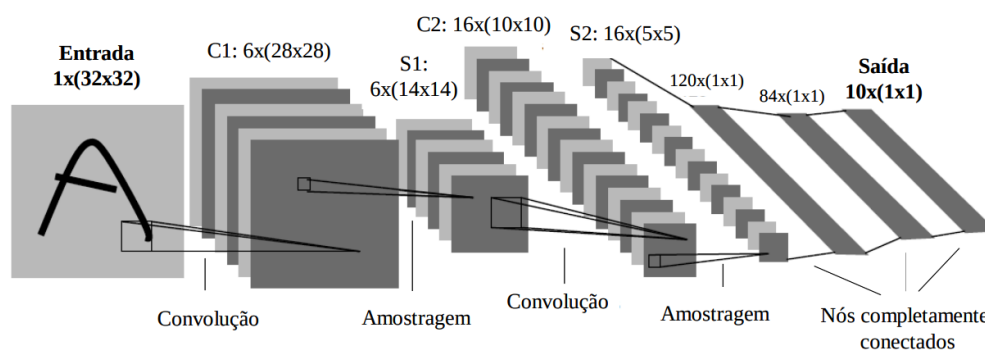 Entrada
1x(32x32)
C1: 6x(28x28)
S1:
6x(14x14)
C2: 16x(10x10)
S2: 16x(5x5)
120x(1x1)
84x(1x1)
Saída
10x(1x1)
Convolução
Amostragem
Convolução
Amostragem
Nós completamente
conectados